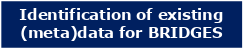 Identification of existing
(meta)data for BRIDGES